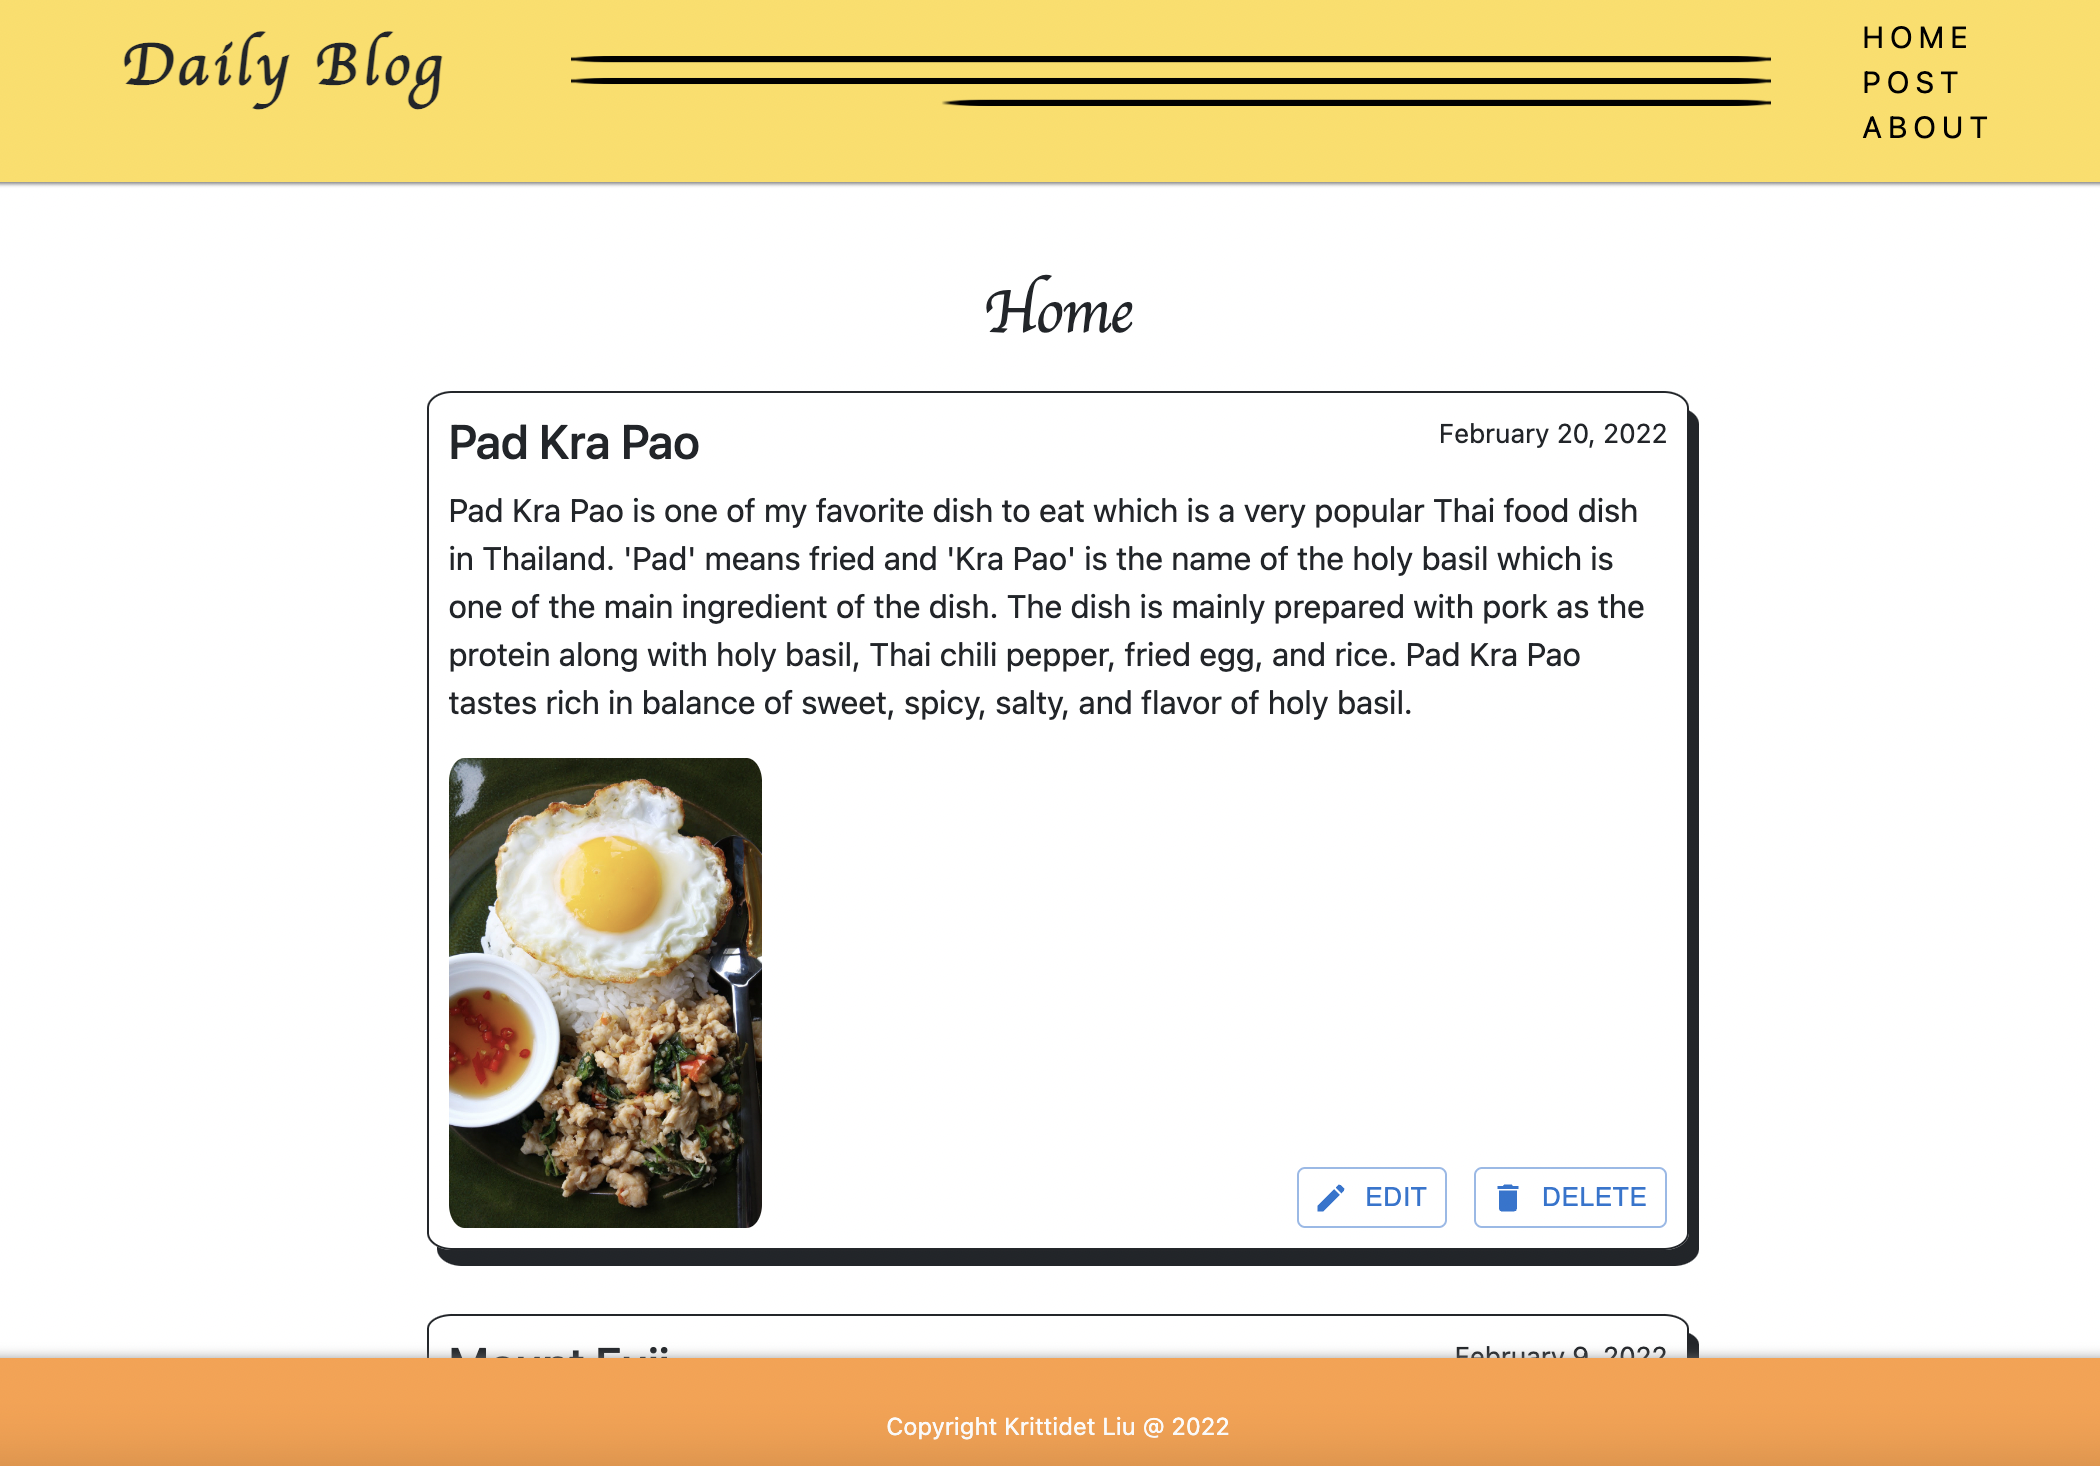 Daily Blog
HOME
POST
ABOUT
Home
Pad Kra Pao
February 20, 2022
Pad Kra Pao is one of my favorite dish to eat which is a very popular Thai food dish
in Thailand. 'Pad' means fried and 'Kra Pao' is the name of the holy basil which is
one of the main ingredient of the dish. The dish is mainly prepared with pork as the
protein along with holy basil, Thai chili pepper, fried egg, and rice. Pad Kra Pao
tastes rich in balance of sweet, spicy, salty, and flavor of holy basil.
EDIT
DELETE
Mount Fuji
February 9, 2022
Copyright Krittidet Liu @ 2022